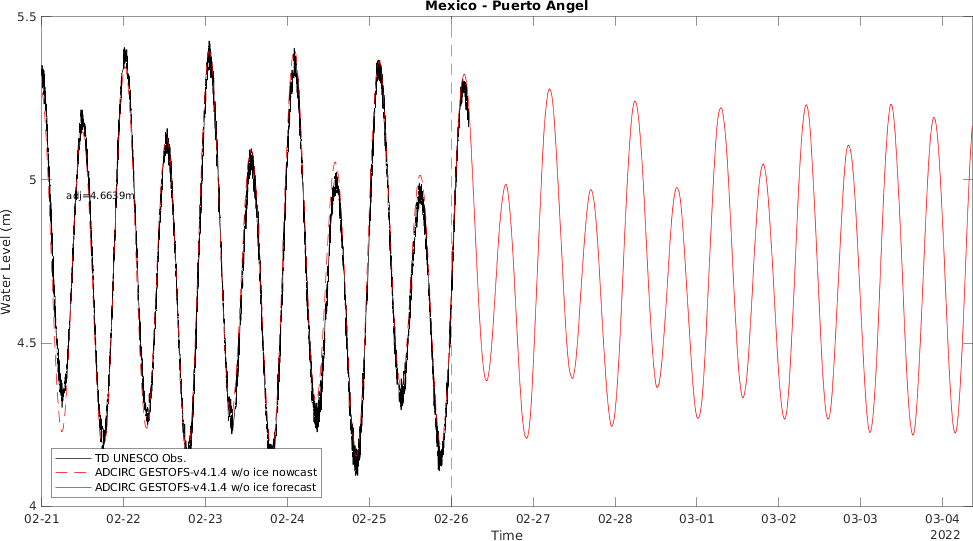 Mexico - Puerto Angel
5.5
5
4.5
4
Water Level (m)
adj=4.6639m
TD UNESCO Obs.
ADCIRC GESTOFS-v4.1.4 w/o ice nowcast
ADCIRC GESTOFS-v4.1.4 w/o ice forecast
02-21 02-22 02-23 02-24 02-25 02-26 02-27 02-28 03-01 03-02 03-03 03-04
2022
Time